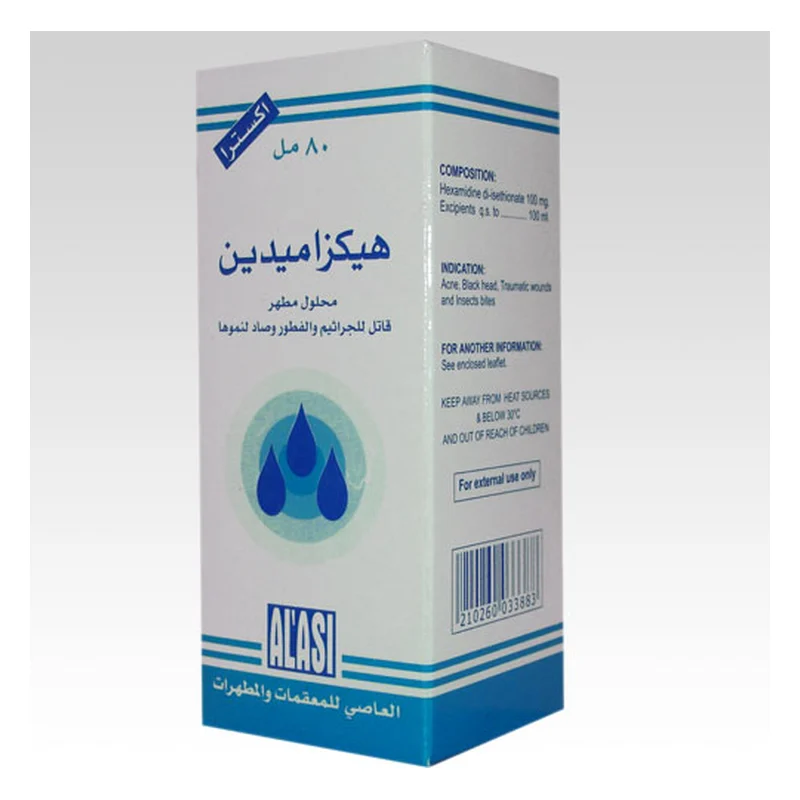 اكسترا
٨٠ مل
هيكزاميدين
محلول مطهر
قاتل للجراثيم والفطور وصاد لنموها
AL'ASI
العاصي للمعقمات والمطهرات
COMPOSITION:
Hexamidine di-isethionate 100 mg
Excipients q.s. to ............ 100 ml
INDICATION:
Acne, Black head, Traumatic wounds
and Insects bites
FOR ANOTHER INFORMATION:
See enclosed leaflet.
KEEP AWAY FROM HEAT SOURCES
& BELOW 30°C
AND OUT OF REACH OF CHILDREN
For external use only
210260 033883